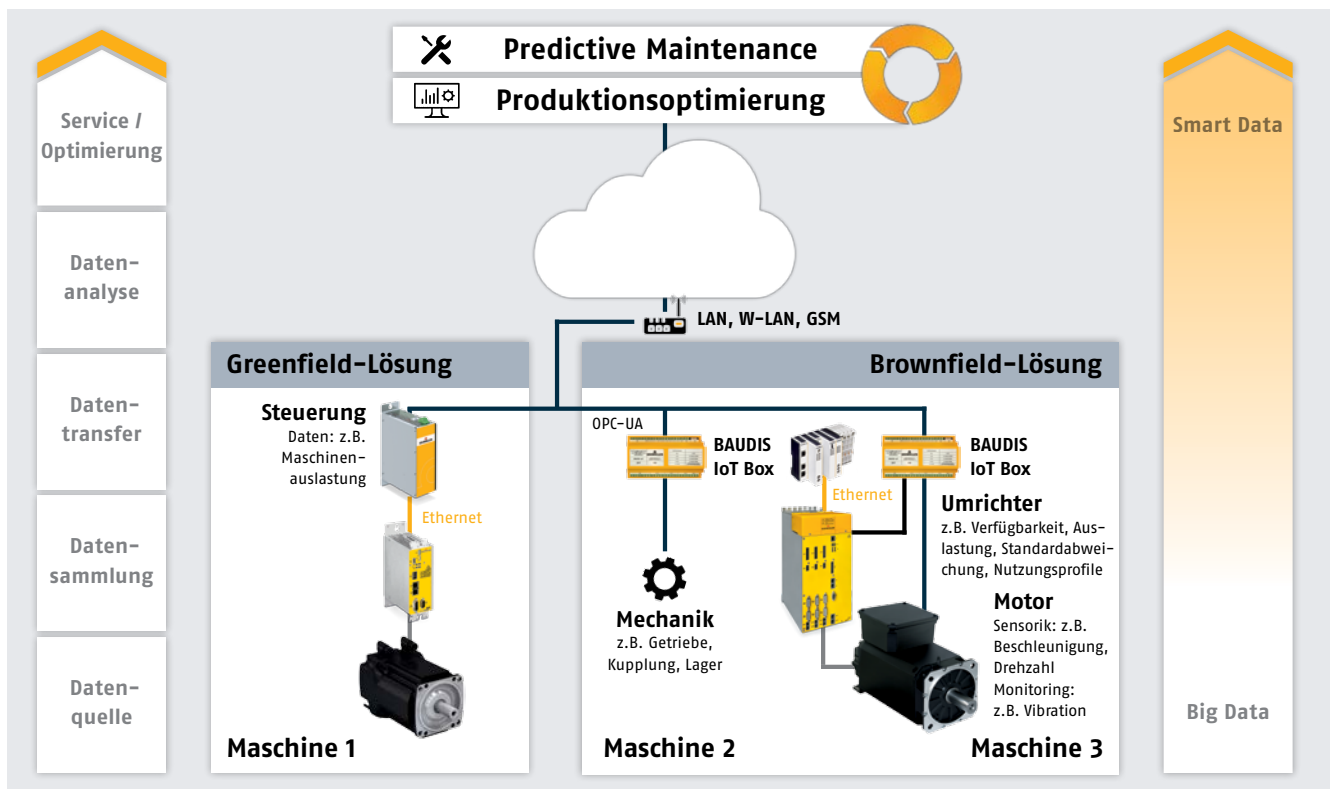 Predictive Maintenance
Produktionsoptimierung
Service /
Optimierung
Daten-
analyse
Daten-
transfer
Daten-
sammlung
Daten-
quelle
Smart Data
Big Data
LAN, W-LAN, GSM
Greenfield-Lösung
Steuerung
Daten: z.B.
Maschinen-
auslastung
Ethernet
Maschine 1
Brownfield-Lösung
OPC-UA
BAUDIS
IoT Box
Mechanik
z.B. Getriebe,
Kupplung, Lager
Maschine 2
BAUDIS
IoT Box
Ethernet
Umrichter
z.B. Verfügbarkeit, Aus-
lastung, Standardabwei-
chung, Nutzungsprofile
Motor
Sensorik: z.B.
Beschleunigung,
Drehzahl
Monitoring:
z.B. Vibration
Maschine 3